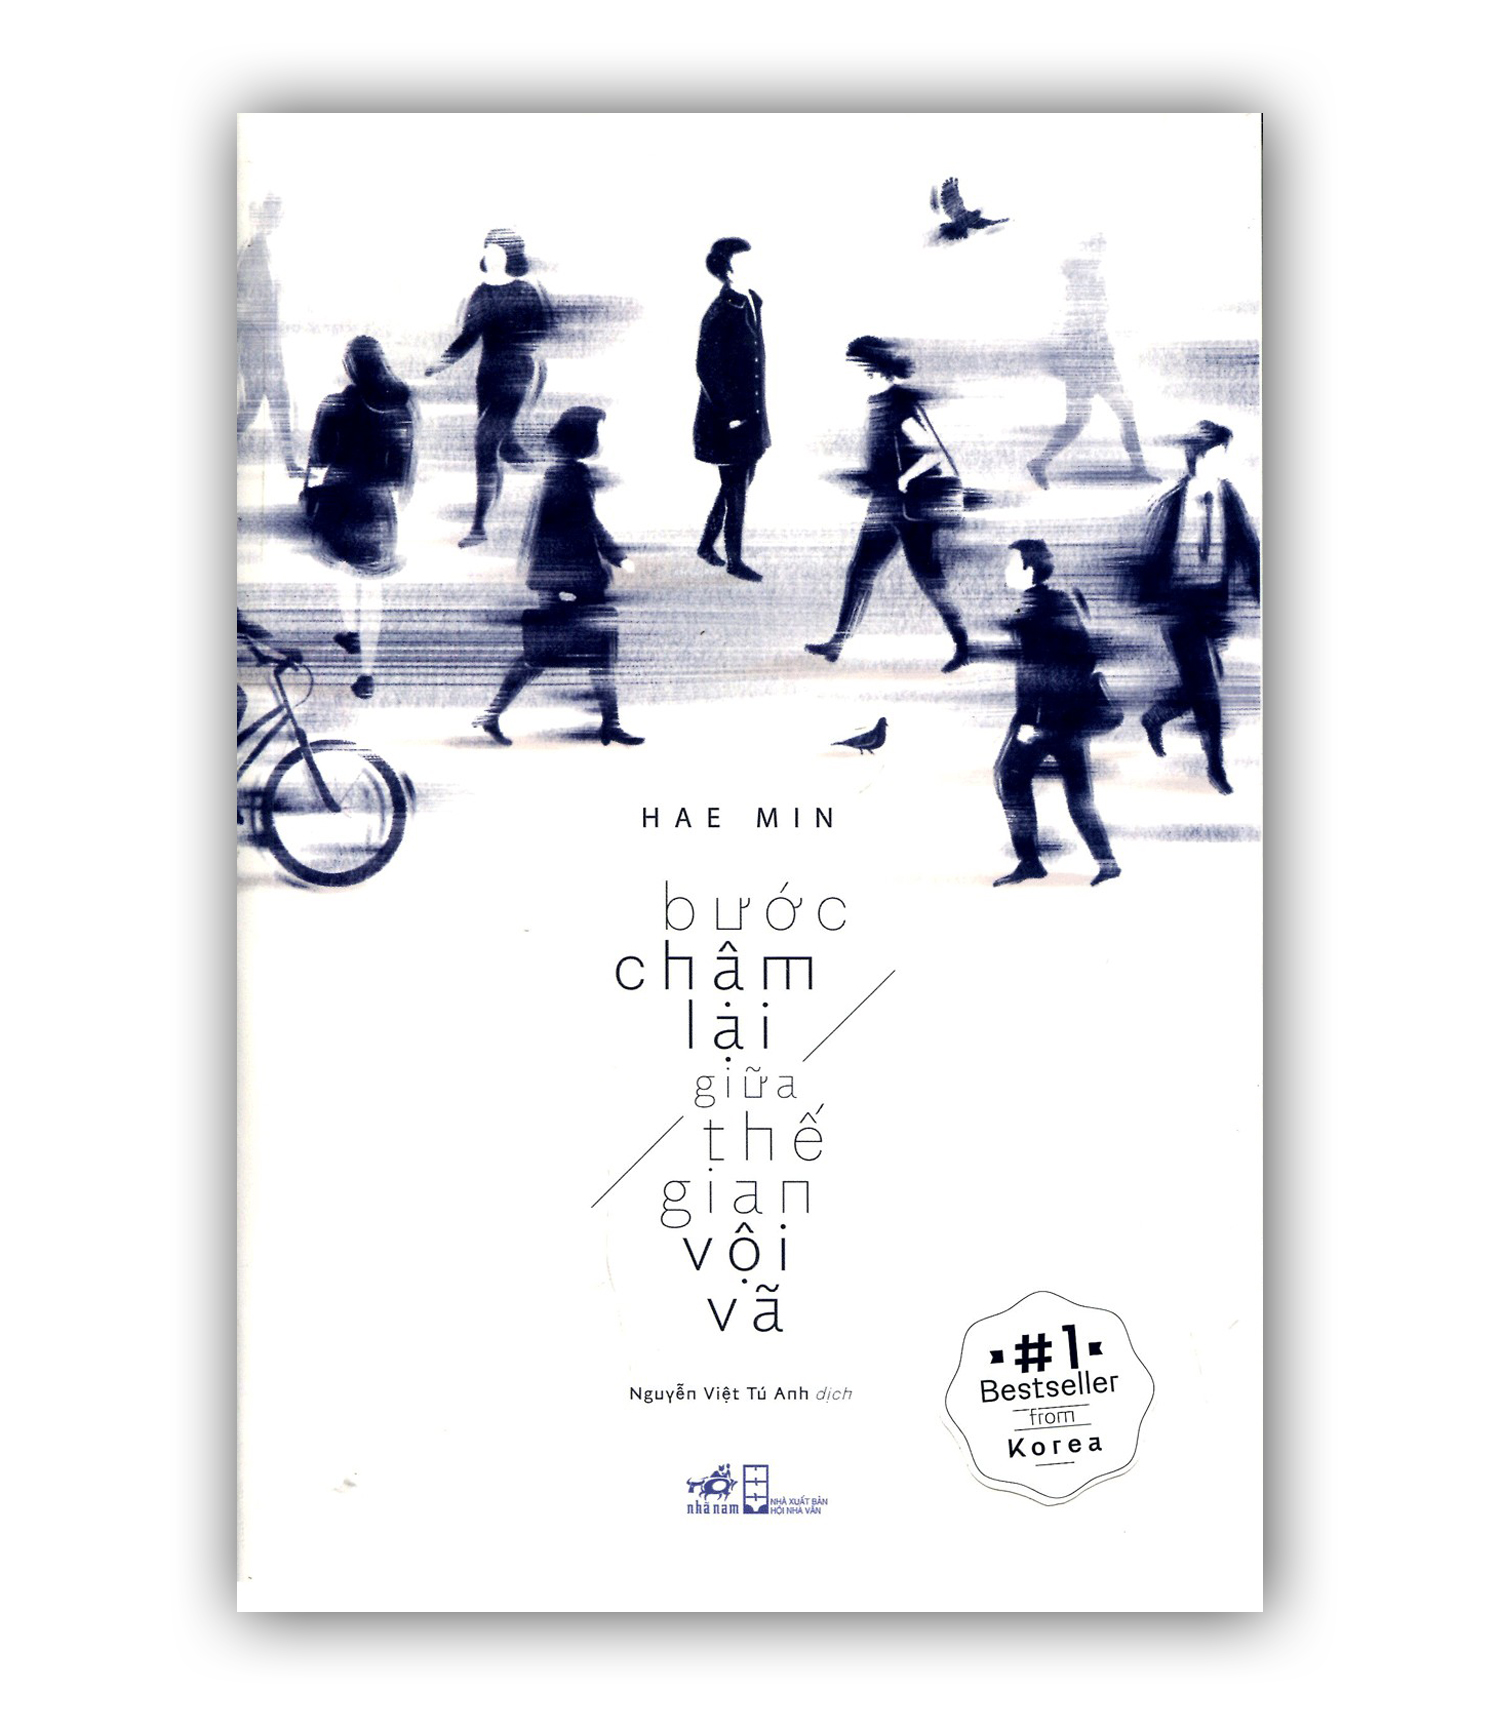 HAE MIN
bước
chậm
lại
giữa
thế
gian
vội
vã
Nguyễn Việt Tú Anh dịch
#1
Bestseller
from
Korea
nhã nam
NHÀ XUẤT BẢN
HỘI NHÀ VĂN